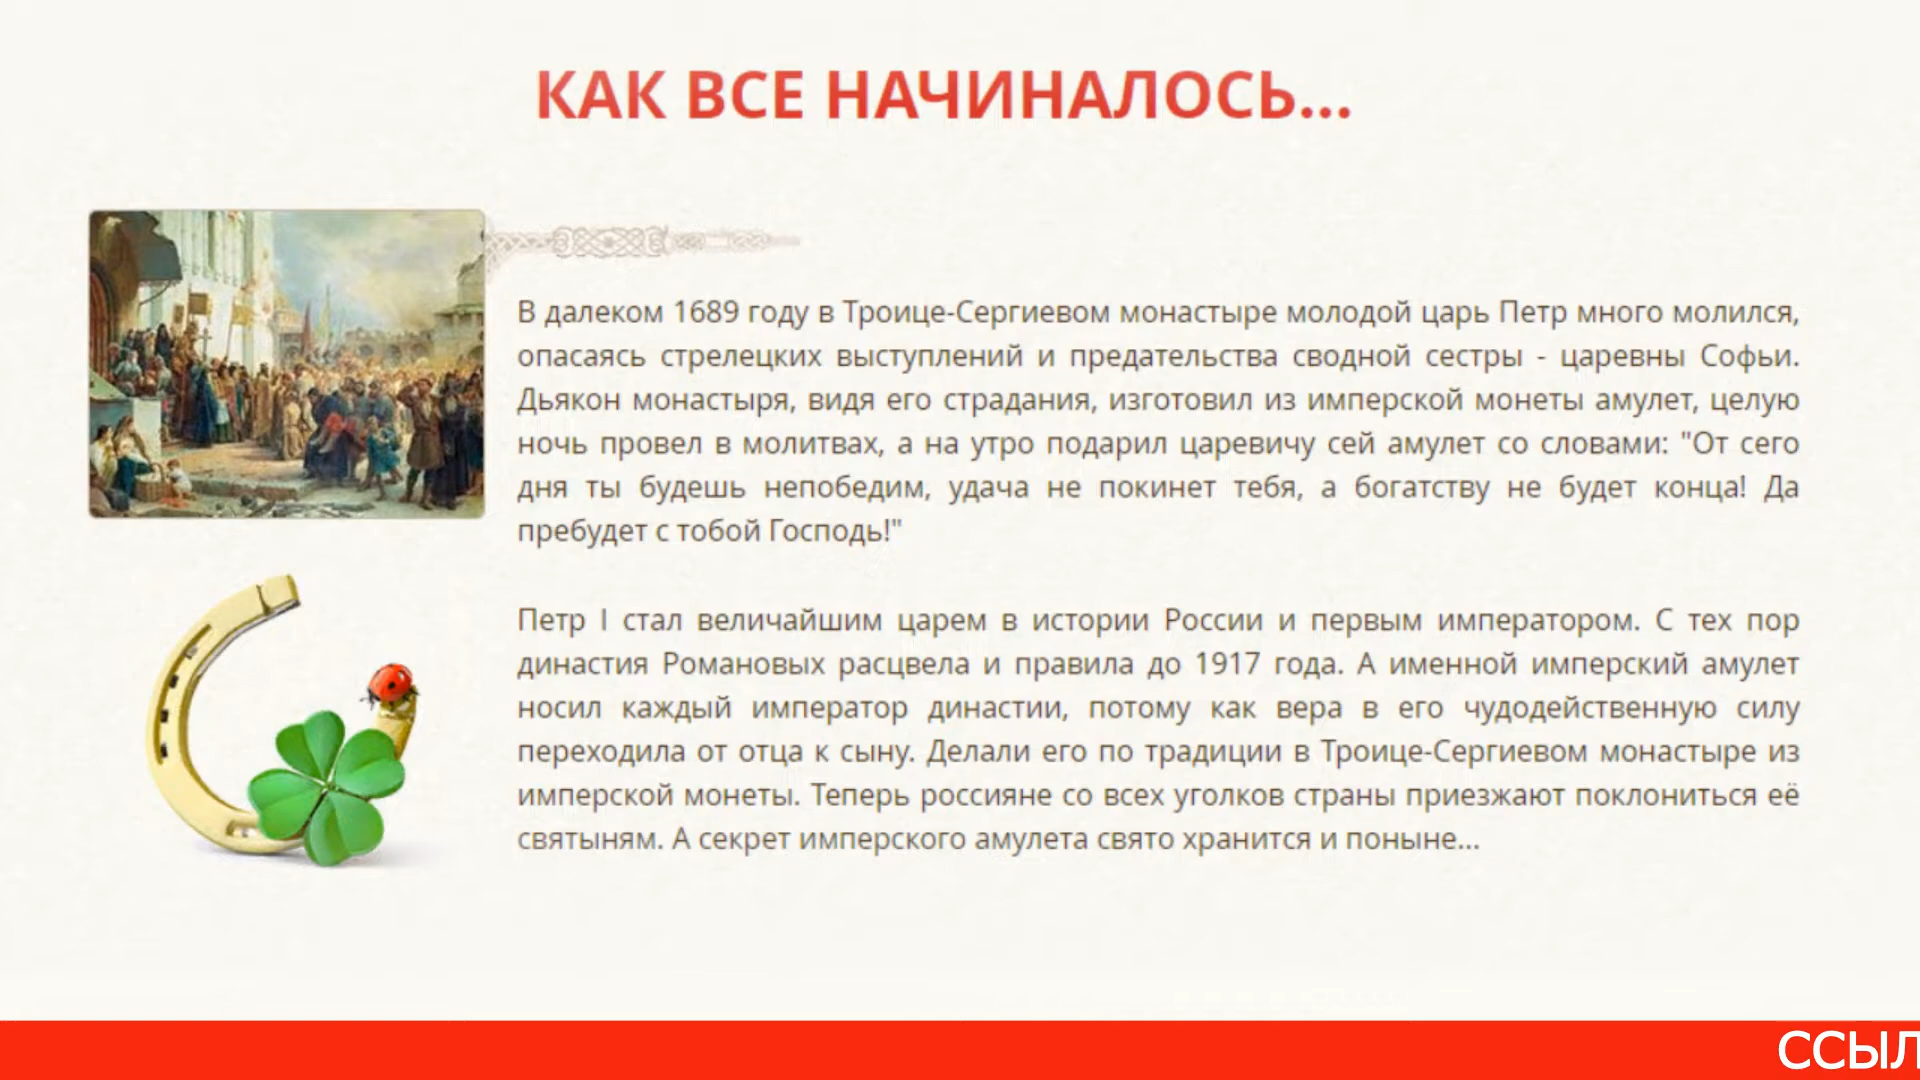 КАК ВСЕ НАЧИНАЛОСЬ...
В далеком 1689 году в Троице-Сергиевом монастыре молодой царь Петр много молился,
опасаясь стрелецких выступлений и предательства сводной сестры - царевны Софьи.
Дьякон монастыря, видя его страдания, изготовил из имперской монеты амулет, целую
ночь провел в молитвах, а на утро подарил царевичу сей амулет со словами: "От сего
дня ты будешь непобедим, удача не покинет тебя, а богатству не будет конца! Да
пребудет с тобой Господь!"
Петр I стал величайшим царем в истории России и первым императором. С тех пор
династия Романовых расцвела и правила до 1917 года. А именной имперский амулет
носил каждый император династии, потому как вера в его чудодейственную силу
переходила от отца к сыну. Делали его по традиции в Троице-Сергиевом монастыре из
имперской монеты. Теперь россияне со всех уголков страны приезжают поклониться её
святыням. А секрет имперского амулета свято хранится и поныне...
ССЫЛ